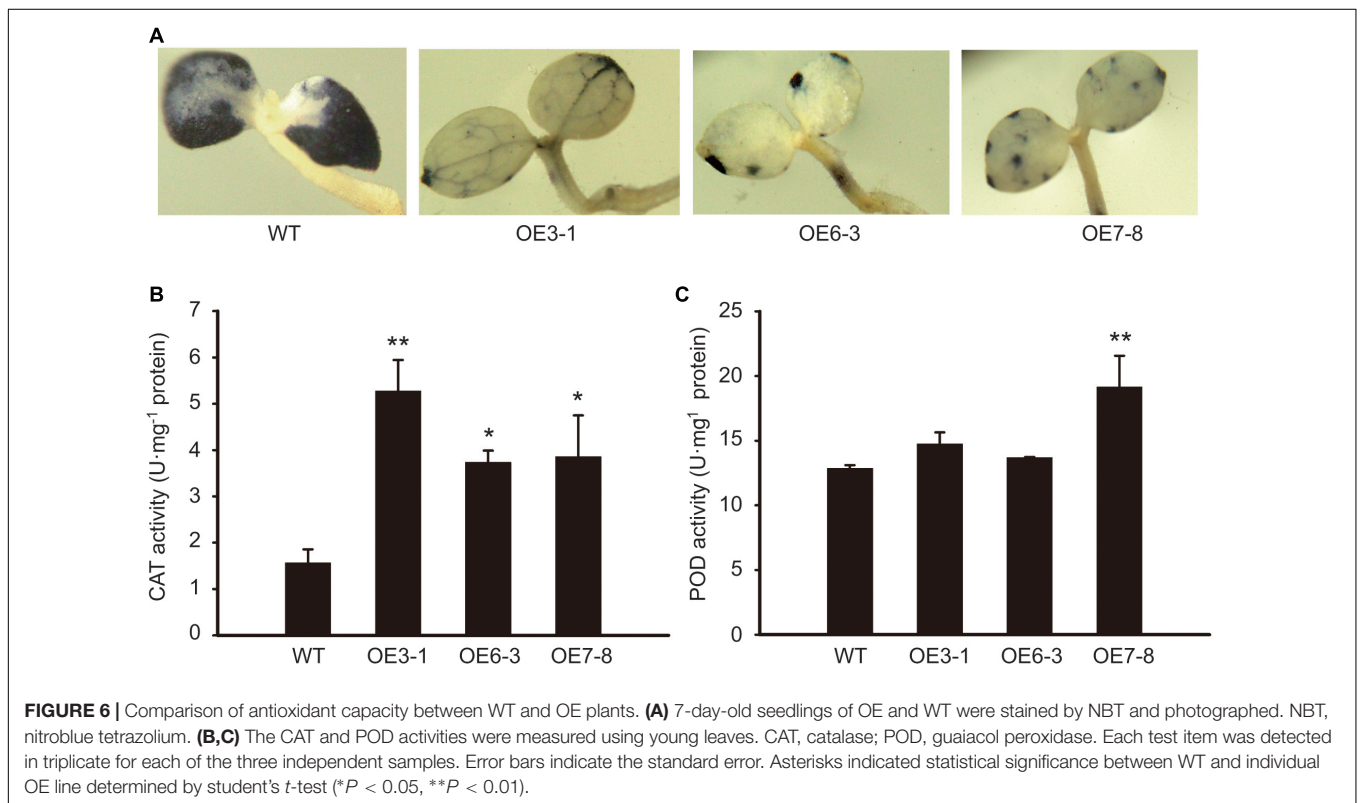 A
WT
OE3-1
OE6-3
OE7-8
B
CAT activity (U·mg⁻¹ protein)
7
6
5
4
3
2
1
0
**
*
*
WT
OE3-1
OE6-3
OE7-8
C
POD activity (U·mg¹ protein)
25
20
15
10
5
0
**
WT
OE3-1
OE6-3
OE7-8
FIGURE 6 | Comparison of antioxidant capacity between WT and OE plants. (A) 7-day-old seedlings of OE and WT were stained by NBT and photographed. NBT,
nitroblue tetrazolium. (B,C) The CAT and POD activities were measured using young leaves. CAT, catalase; POD, guaiacol peroxidase. Each test item was detected
in triplicate for each of the three independent samples. Error bars indicate the standard error. Asterisks indicated statistical significance between WT and individual
OE line determined by student's t-test (*P < 0.05, **P < 0.01).